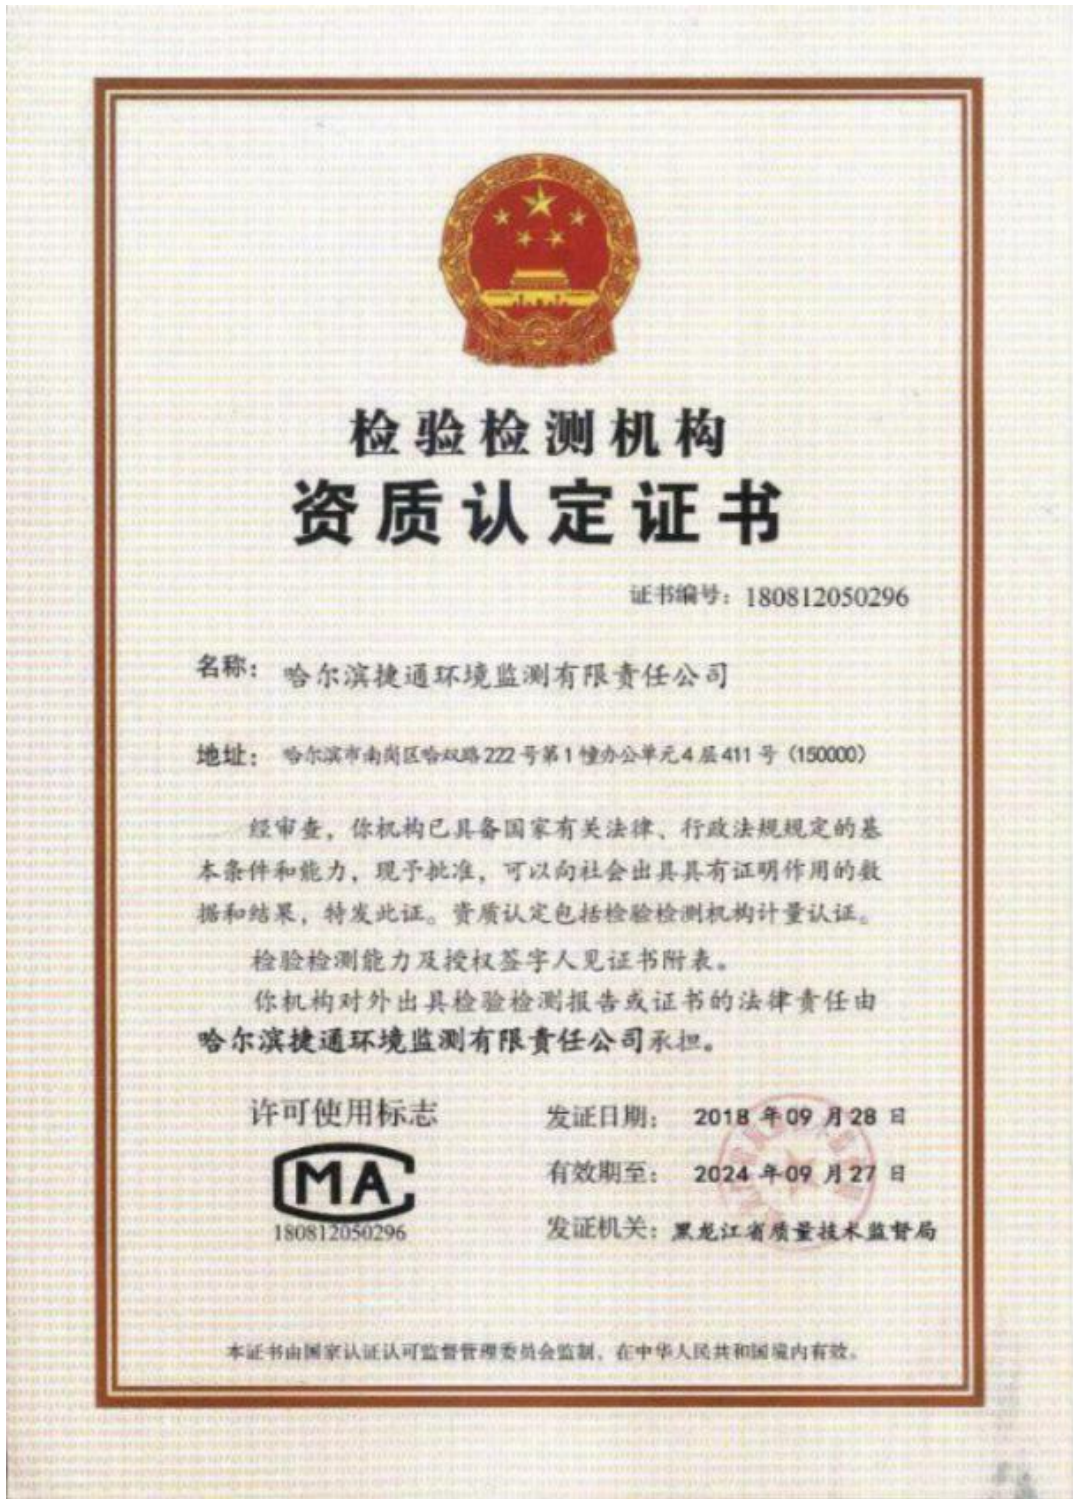 检验检测机构
资质认定证书
证书编号：180812050296
名称：哈尔滨捷通环境监测有限责任公司
地址：哈尔滨市南岗区哈双路222号第1幢办公单元4层411号（150000）
经审查，你机构已具备国家有关法律、行政法规规定的基
本条件和能力，现予批准，可以向社会出具具有证明作用的数
据和结果，特发此证。资质认定包括检验检测机构计量认证。
检验检测能力及授权签字人见证书附表。
你机构对外出具检验检测报告或证书的法律责任由
哈尔滨捷通环境监测有限责任公司承担。
许可使用标志
MA
180812050296
发证日期：2018年09月28日
有效期至：2024年09月27日
发证机关：黑龙江省质量技术监督局
本证书由国家认证认可监督管理委员会监制，在中华人民共和国境内有效。